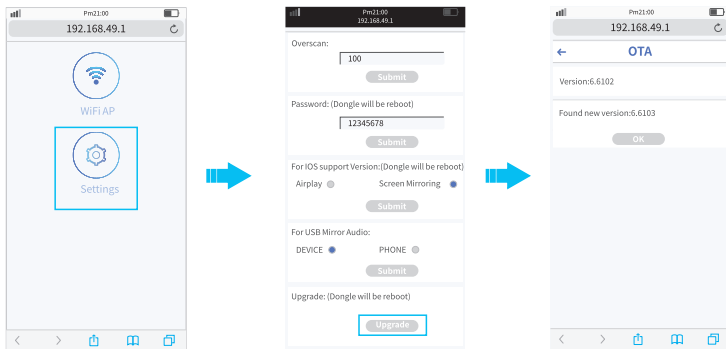 Pm21:00
192.168.49.1
WiFi AP
Settings
Pm21:00
192.168.49.1
Overscan:
100
Submit
Password: (Dongle will be reboot)
12345678
Submit
For IOS support Version:(Dongle will be reboot)
Airplay Screen Mirroring
Submit
For USB Mirror Audio:
DEVICE PHONE
Submit
Upgrade: (Dongle will be reboot)
Upgrade
Pm21:00
192.168.49.1
OTA
Version:6.6102
Found new version:6.6103
OK